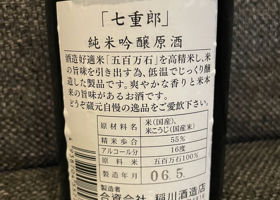 「七重郎」
純米吟醸原酒
酒造好適米「五百万石」を高精米し、米
の旨味を引き出す為、低温でじっくり醸
造した製品です。爽やかな香りと米本
来の旨味があるお酒です。
どうぞ蔵元自慢の逸品をご愛飲下さい。
原材料名 米(国産)、
米こうじ(国産米)
精米歩合 55%
アルコール分 16度
原料米 五百万石100%
製造年月 06.5.
製造者
合資会社 稲川酒造店